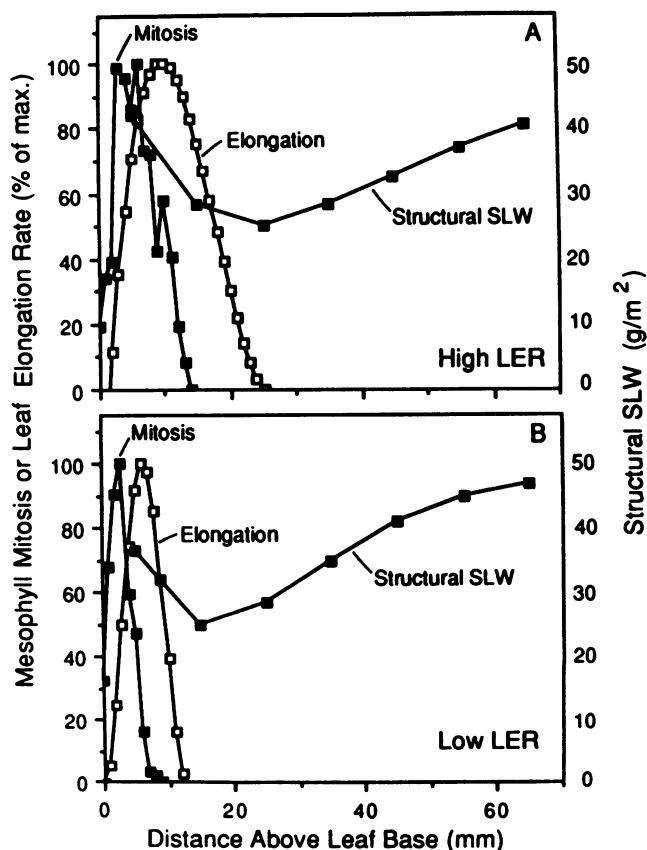 Mesophyll Mitosis or Leaf Elongation Rate (% of max.)
A
Mitosis
Elongation
Structural SLW
High LER
100
80
60
40
20
0
50
40
30
20
10
0
Structural SLW (g/m²)
B
Mitosis
Elongation
Structural SLW
Low LER
100
80
60
40
20
0
50
40
30
20
10
0
0 20 40 60
Distance Above Leaf Base (mm)